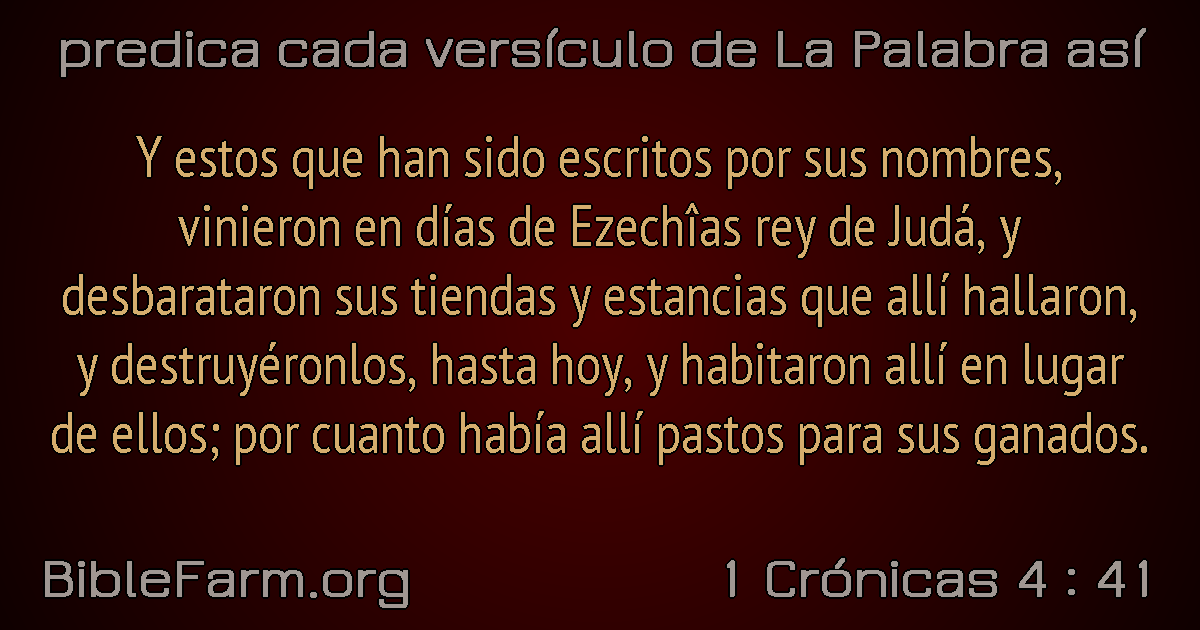 predica cada versículo de La Palabra así
Y estos que han sido escritos por sus nombres,
vinieron en días de Ezechîas rey de Judá, y
desbarataron sus tiendas y estancias que allí hallaron,
y destruyéronlos, hasta hoy, y habitaron allí en lugar
de ellos; por cuanto había allí pastos para sus ganados.
BibleFarm.org
1 Crónicas 4 : 41